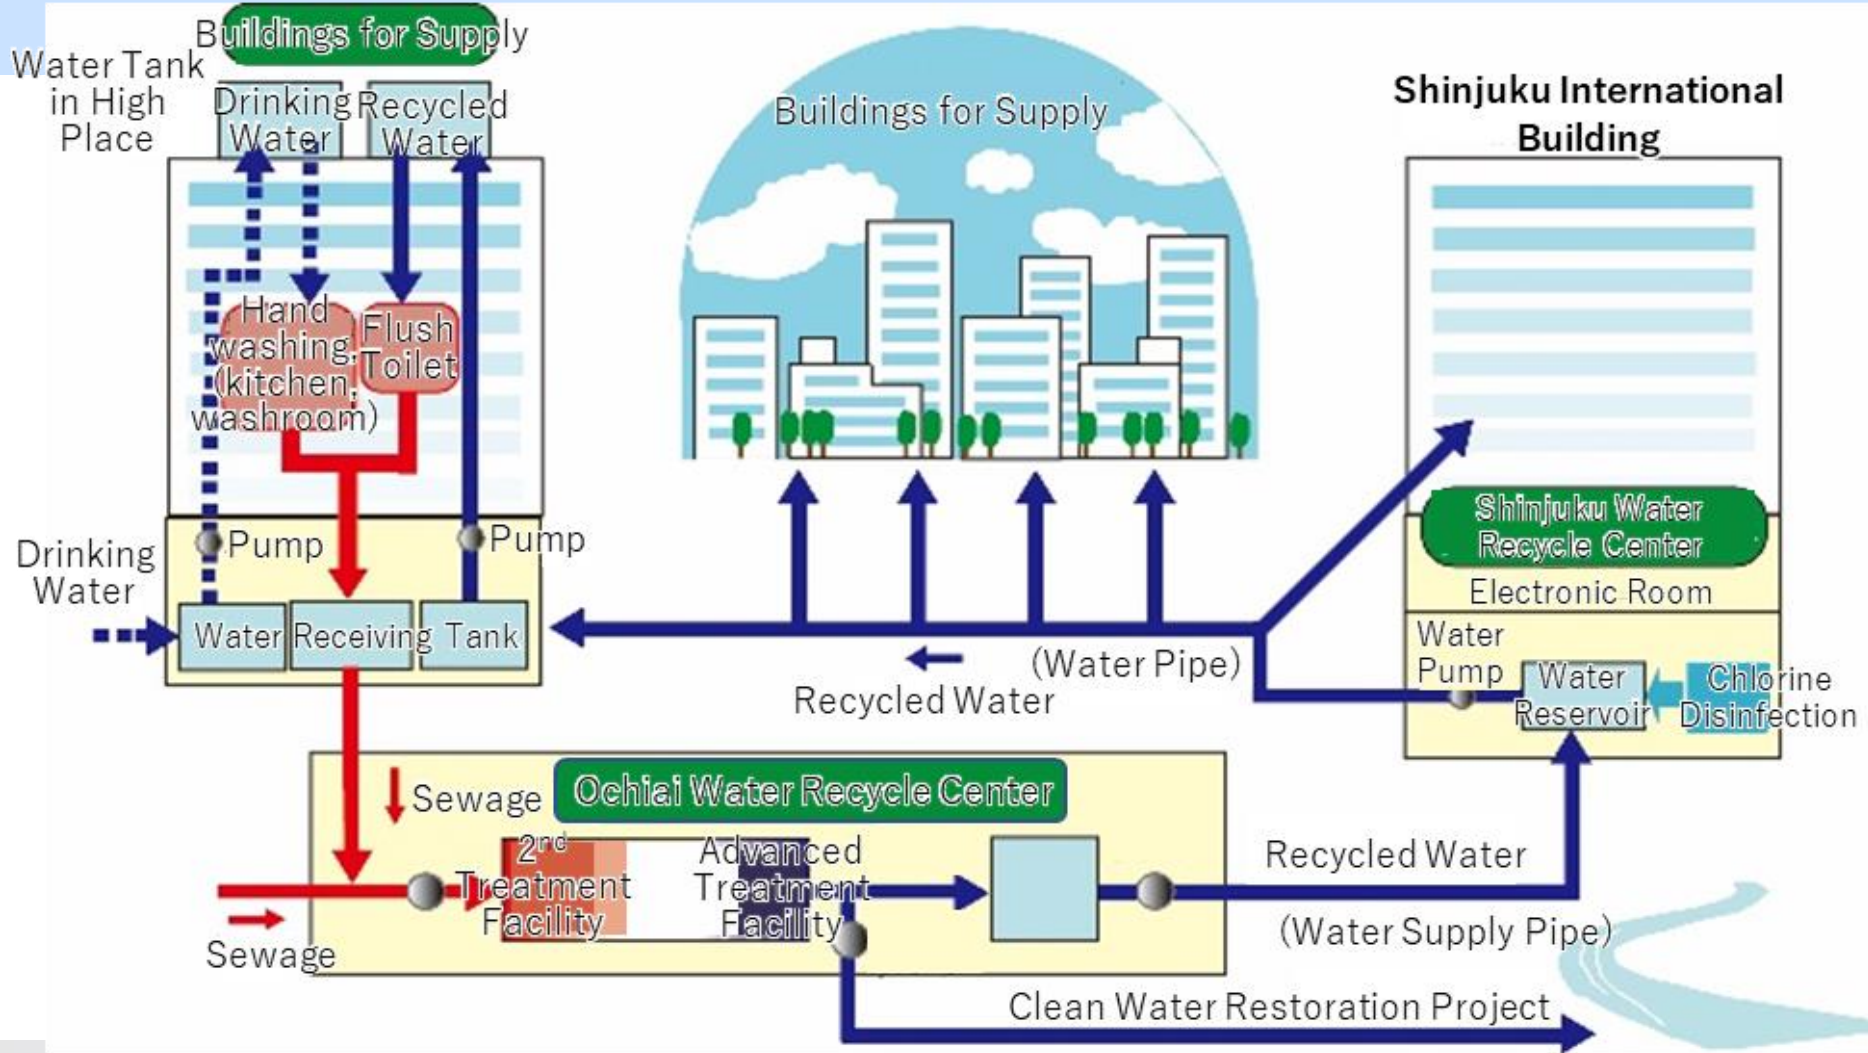 Buildings for Supply
Water Tank
in High
Place
Drinking
Water
Recycled
Water
Hand
washing,
(kitchen,
washroom)
Flush
Toilet
Pump
Pump
Drinking
Water
Water Receiving Tank
Buildings for Supply
Shinjuku International
Building
Shinjuku Water
Recycle Center
Electronic Room
Water
Pump
Water
Reservoir
Chlorine
Disinfection
(Water Pipe)
Recycled Water
Sewage
Ochiai Water Recycle Center
2nd
Treatment
Facility
Advanced
Treatment
Facility
Sewage
Recycled Water
(Water Supply Pipe)
Clean Water Restoration Project